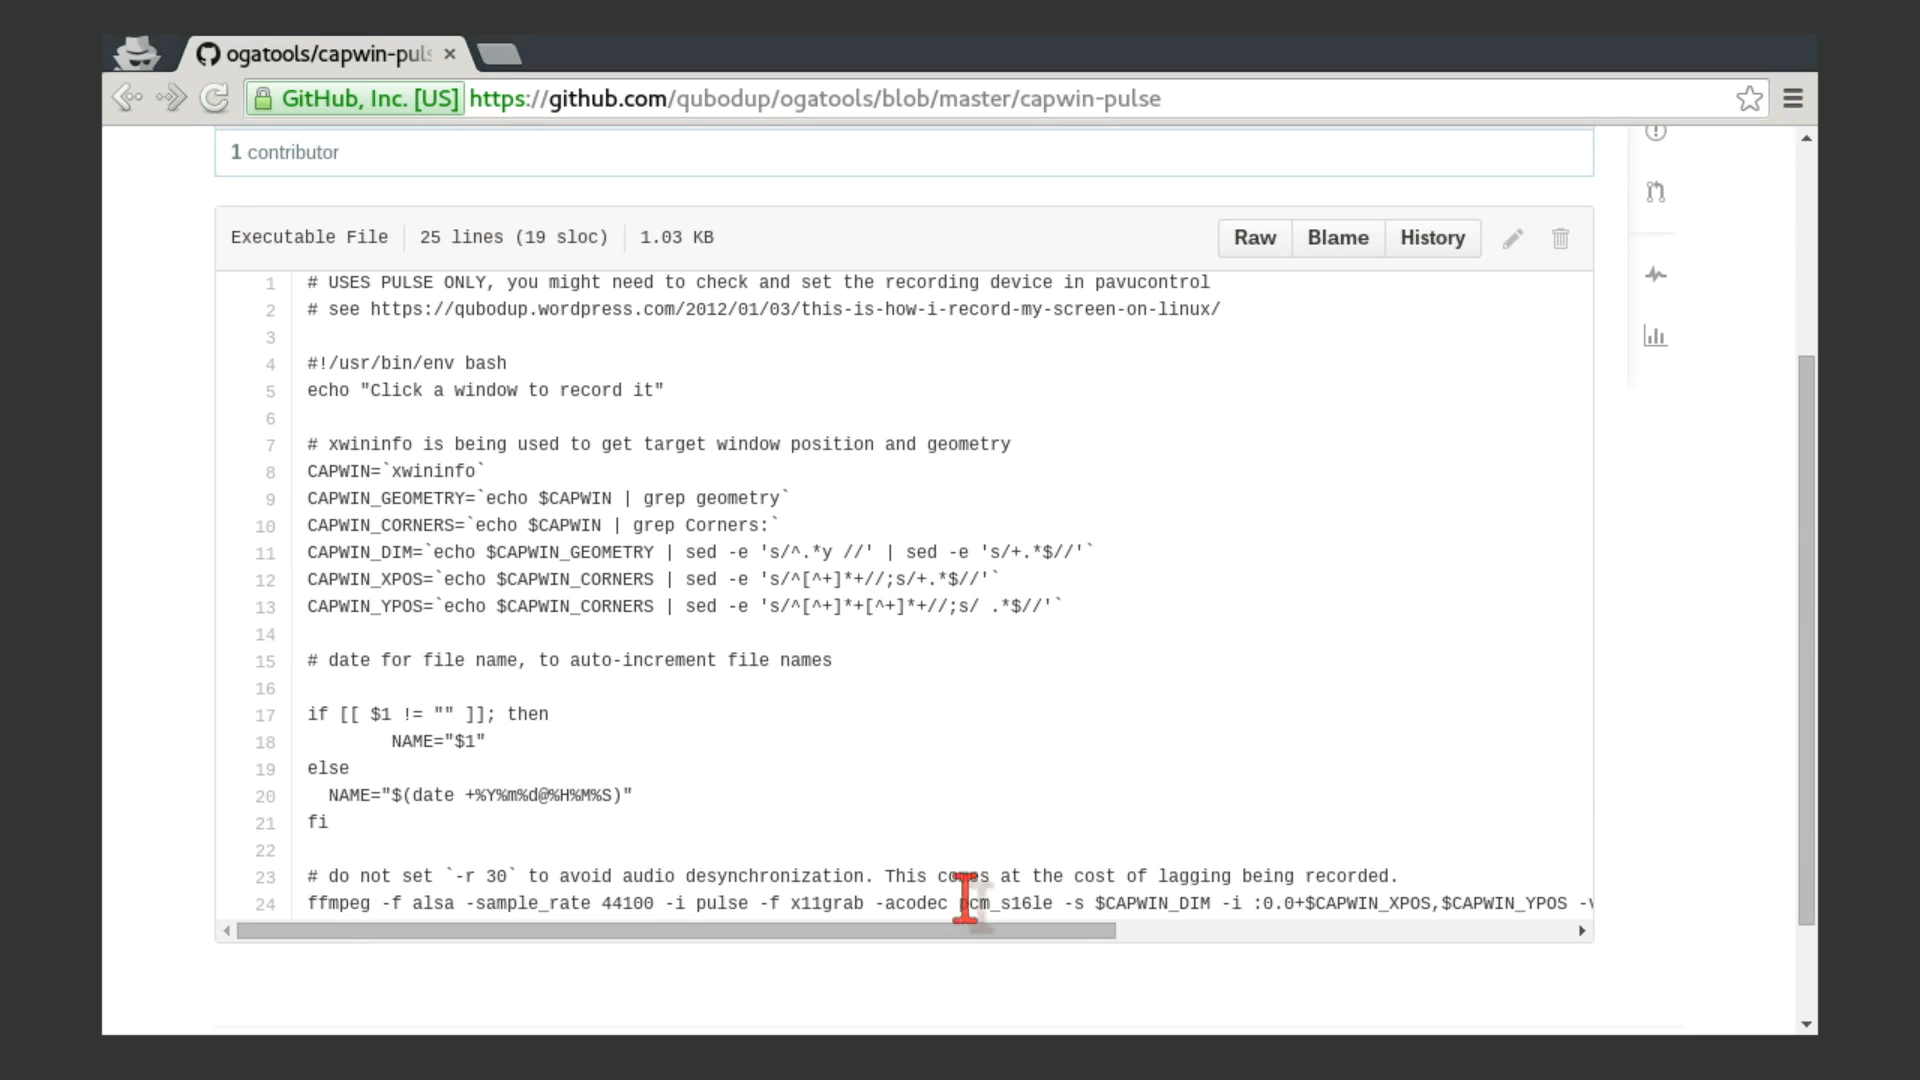 ogatools/capwin-puls
GitHub, Inc. [US] https://github.com/qubodup/ogatools/blob/master/capwin-pulse
1 contributor
Executable File 25 lines (19 sloc) 1.03 KB Raw Blame History
1 # USES PULSE ONLY, you might need to check and set the recording device in pavucontrol
2 # see https://qubodup.wordpress.com/2012/01/03/this-is-how-i-record-my-screen-on-linux/
3
4 #!/usr/bin/env bash
5 echo "Click a window to record it"
6
7 # xwininfo is being used to get target window position and geometry
8 CAPWIN=`xwininfo`
9 CAPWIN_GEOMETRY=`echo $CAPWIN | grep geometry`
10 CAPWIN_CORNERS=`echo $CAPWIN | grep Corners:`
11 CAPWIN_DIM=`echo $CAPWIN_GEOMETRY | sed -e 's/^.*y //' | sed -e 's/+.*$//'`
12 CAPWIN_XPOS=`echo $CAPWIN_CORNERS | sed -e 's/^[^+]*+//;s/+.*$//'`
13 CAPWIN_YPOS=`echo $CAPWIN_CORNERS | sed -e 's/^[^+]*+[^+]*+//;s/ .*$//'`
14
15 # date for file name, to auto-increment file names
16
17 if [[ $1 != "" ]]; then
18 NAME="$1"
19 else
20 NAME="$(date +%Y%m%d@%H%M%S)"
21 fi
22
23 # do not set `-r 30` to avoid audio desynchronization. This comes at the cost of lagging being recorded.
24 ffmpeg -f alsa -sample_rate 44100 -i pulse -f x11grab -acodec pcm_s16le -s $CAPWIN_DIM -i :0.0+$CAPWIN_XPOS,$CAPWIN_YPOS -v